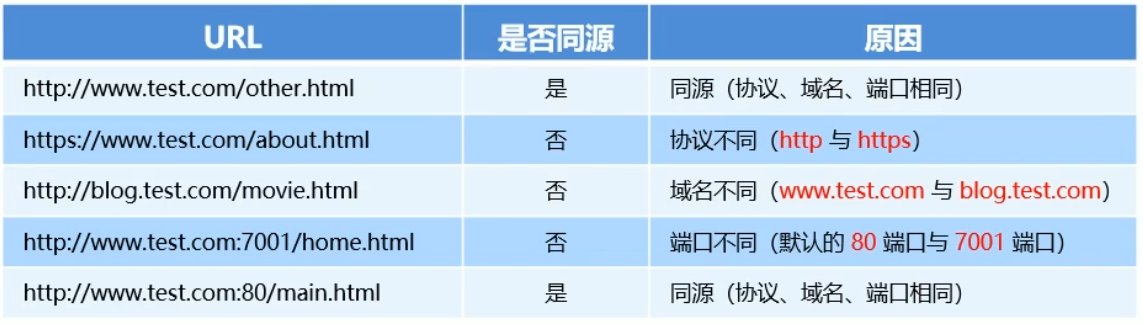 URL 是否同源 原因
http://www.test.com/other.html 是 同源（协议、域名、端口相同）
https://www.test.com/about.html 否 协议不同（http 与 https）
http://blog.test.com/movie.html 否 域名不同（www.test.com 与 blog.test.com）
http://www.test.com:7001/home.html 否 端口不同（默认的 80 端口与 7001 端口）
http://www.test.com:80/main.html 是 同源（协议、域名、端口相同）